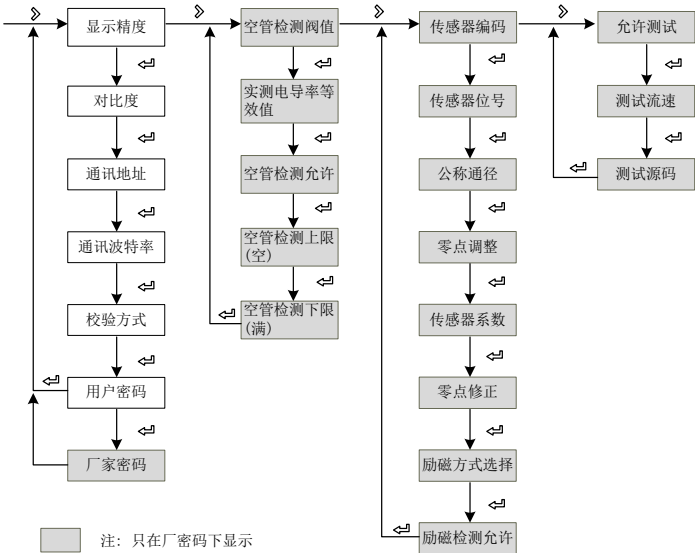 显示精度
对比度
通讯地址
通讯波特率
校验方式
用户密码
厂家密码
空管检测阀值
实测电导率等
效值
空管检测允许
空管检测上限
(空)
空管检测下限
(满)
传感器编码
传感器位号
公称通径
零点调整
传感器系数
零点修正
励磁方式选择
励磁检测允许
允许测试
测试流速
测试源码
注: 只在厂密码下显示